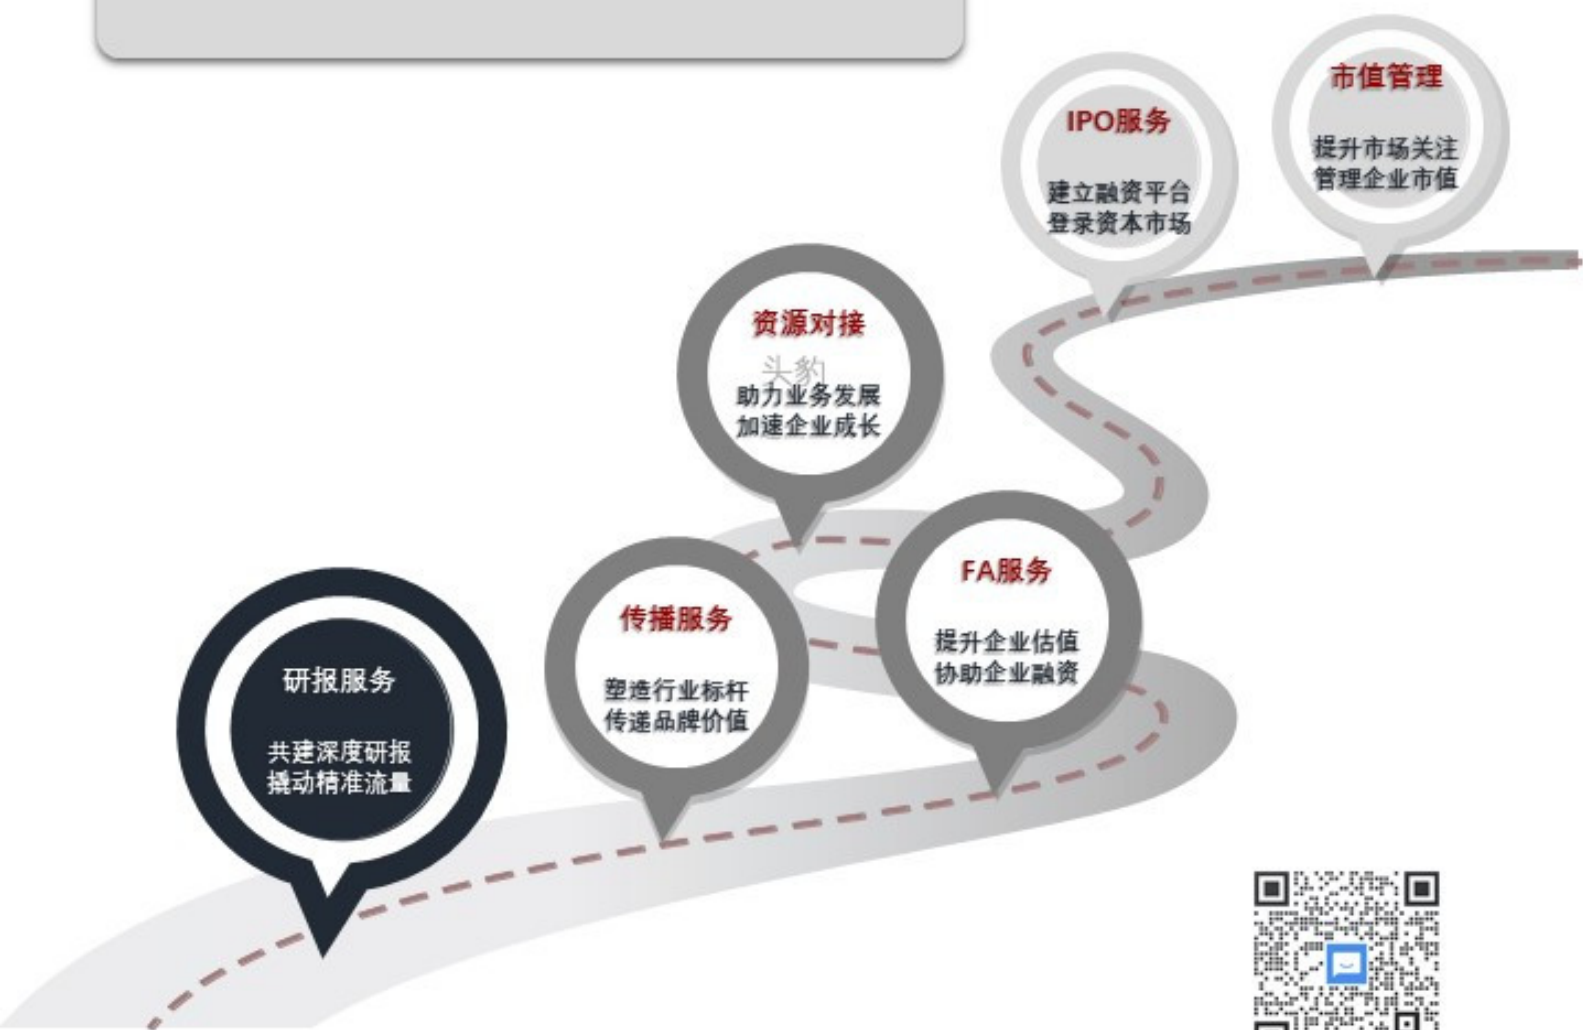 市值管理
提升市场关注
管理企业市值
IPO服务
建立融资平台
登录资本市场
资源对接
头豹
助力业务发展
加速企业成长
FA服务
提升企业估值
协助企业融资
传播服务
塑造行业标杆
传递品牌价值
研报服务
共建深度研报
撬动精准流量